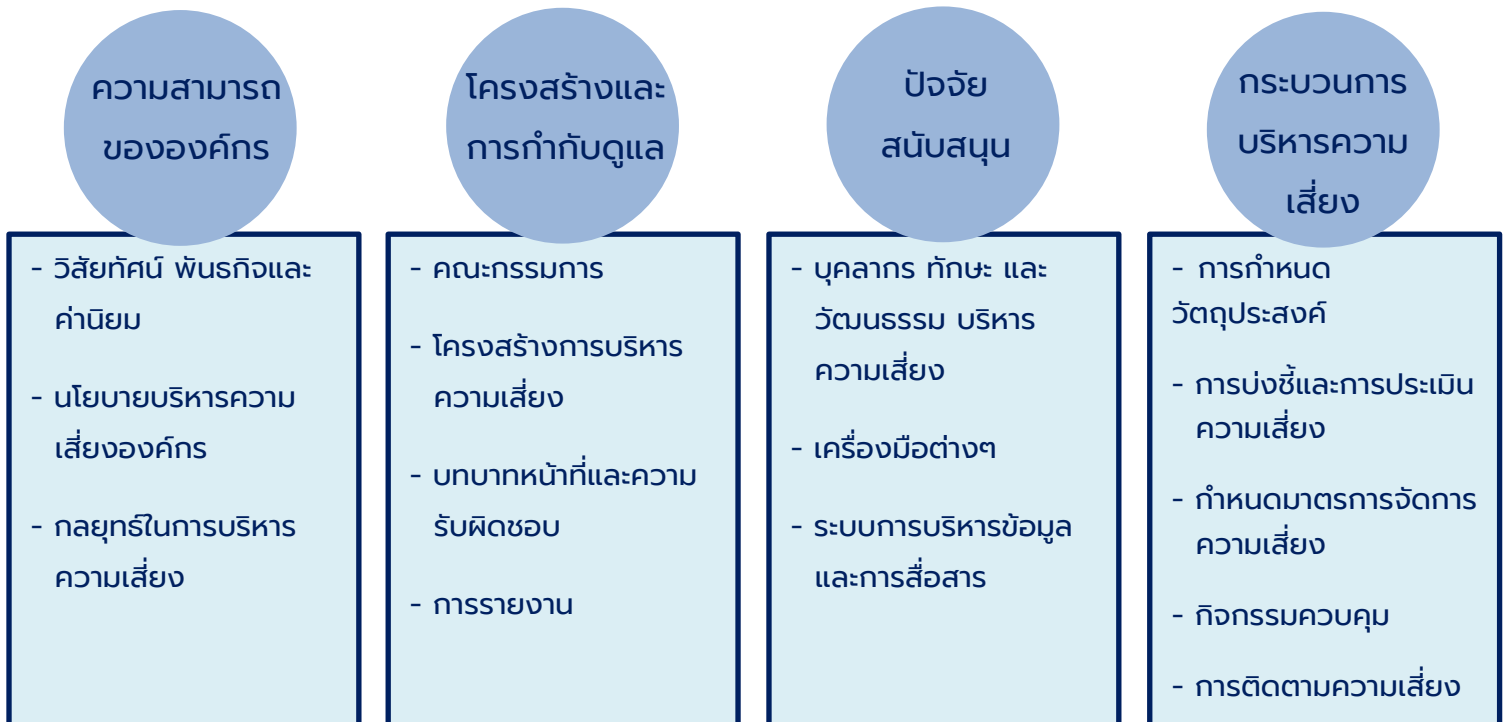 ความสามารถ
ขององค์กร
- วิสัยทัศน์ พันธกิจและ
ค่านิยม
- นโยบายบริหารความ
เสี่ยงองค์กร
- กลยุทธ์ในการบริหาร
ความเสี่ยง
โครงสร้างและ
การกำกับดูแล
- คณะกรรมการ
- โครงสร้างการบริหาร
ความเสี่ยง
- บทบาทหน้าที่และความ
รับผิดชอบ
- การรายงาน
ปัจจัย
สนับสนุน
- บุคลากร ทักษะ และ
วัฒนธรรม บริหาร
ความเสี่ยง
- เครื่องมือต่างๆ
- ระบบการบริหารข้อมูล
และการสื่อสาร
กระบวนการ
บริหารความ
เสี่ยง
- การกำหนด
วัตถุประสงค์
- การบ่งชี้และการประเมิน
ความเสี่ยง
- กำหนดมาตรการจัดการ
ความเสี่ยง
- กิจกรรมควบคุม
- การติดตามความเสี่ยง